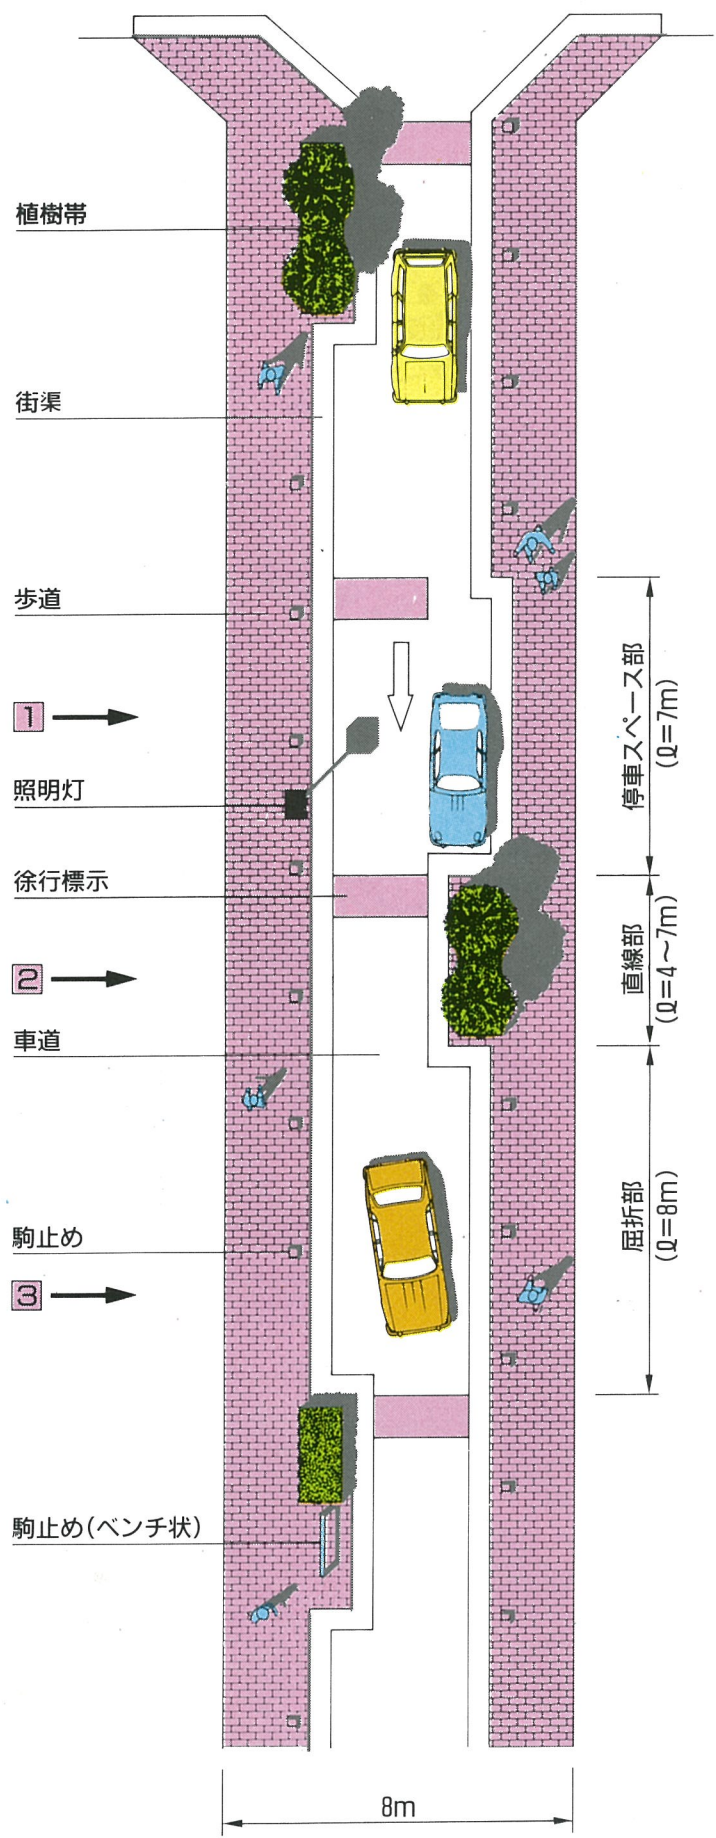 植樹帯
街渠
歩道
1
照明灯
徐行標示
2
車道
駒止め
3
駒止め(ベンチ状)
停車スペース部
(ℓ=7m)
直線部
(ℓ=4～7m)
屈折部
(ℓ=8m)
8m